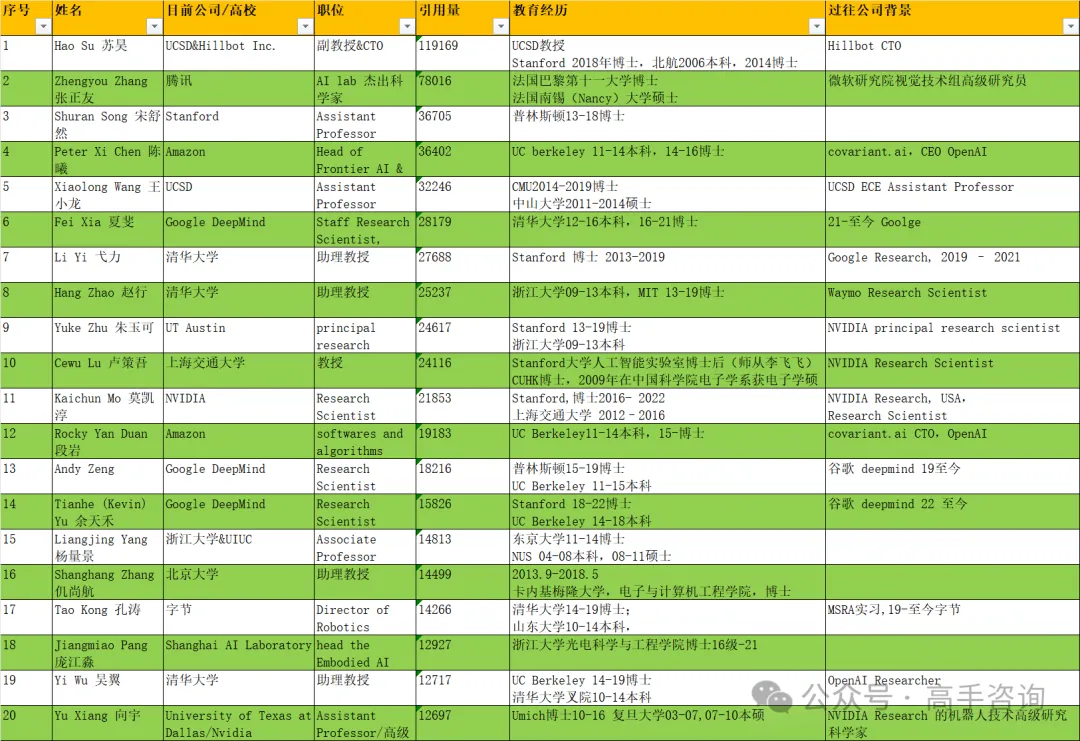 序号 姓名 目前公司/高校 职位 引用量 教育经历 过往公司背景
1 Hao Su 苏昊 UCSD&Hillbot Inc. 副教授&CTO 119169 UCSD教授 Hillbot CTO
Stanford 2018年博士，北航2006本科，2014博士
2 Zhengyou Zhang 腾讯 AI lab 杰出科 78016 法国巴黎第十一大学博士 微软研究院视觉技术组高级研究员
张正友 学家 法国南锡（Nancy）大学硕士
3 Shuran Song 宋舒 Stanford Assistant 36705 普林斯顿13-18博士
然 Professor
4 Peter Xi Chen 陈 Amazon Head of 36402 UC berkeley 11-14本科，14-16博士 covariant.ai，CEO OpenAI
曦 Frontier AI &
5 Xiaolong Wang 王 UCSD Assistant 32246 CMU2014-2019博士 UCSD ECE Assistant Professor
小龙 Professor 中山大学2011-2014硕士
6 Fei Xia 夏斐 Google DeepMind Staff Research 28179 清华大学12-16本科，16-21博士 21-至今 Goolge
Scientist,
7 Li Yi 弋力 清华大学 助理教授 27688 Stanford 博士 2013-2019 Google Research, 2019 – 2021
8 Hang Zhao 赵行 清华大学 助理教授 25237 浙江大学09-13本科，MIT 13-19博士 Waymo Research Scientist
9 Yuke Zhu 朱玉可 UT Austin principal 24617 Stanford 13-19博士 NVIDIA principal research scientist
research 浙江大学09-13本科
10 Cewu Lu 卢策吾 上海交通大学 教授 24116 Stanford大学人工智能实验室博士后（师从李飞飞） NVIDIA Research Scientist
CUHK博士，2009年在中国科学院电子学系获电子学硕
11 Kaichun Mo 莫凯 NVIDIA Research 21853 Stanford,博士2016- 2022 NVIDIA Research, USA，
淳 Scientist 上海交通大学 2012‐2016 Research Scientist
12 Rocky Yan Duan Amazon softwares and 19183 UC Berkeley11-14本科，15-博士 covariant.ai CTO，OpenAI
段岩 algorithms
13 Andy Zeng Google DeepMind Research 18216 普林斯顿15-19博士 谷歌 deepmind 19至今
Scientist UC Berkeley 11-15本科
14 Tianhe (Kevin) Google DeepMind Research 15826 Stanford 18-22博士 谷歌 deepmind 22 至今
Yu 余天禾 Scientist UC Berkeley 14-18本科
15 Liangjing Yang 浙江大学&UIUC Associate 14813 东京大学11-14博士
杨量景 Professor NUS 04-08本科，08-11硕士
16 Shanghang Zhang 北京大学 助理教授 14499 2013.9-2018.5
仉尚航 卡内基梅隆大学，电子与计算机工程学院，博士
17 Tao Kong 孔涛 字节 Director of 14266 清华大学14-19博士； MSRA实习,19-至今字节
Robotics 山东大学10-14本科，
18 Jiangmiao Pang Shanghai AI Laboratory head the 12927 浙江大学光电科学与工程学院博士16级-21
庞江淼 Embodied AI
19 Yi Wu 吴翼 清华大学 助理教授 12717 UC Berkeley 14-19博士 OpenAI Researcher
清华大学叉院10-14本科
公众号 · 高手咨询
20 Yu Xiang 向宇 University of Texas at Assistant 12697 Umich博士10-16 复旦大学03-07,07-10本硕 NVIDIA Research 的机器人技术高级研究
Dallas/Nvidia Professor/高级 科学家